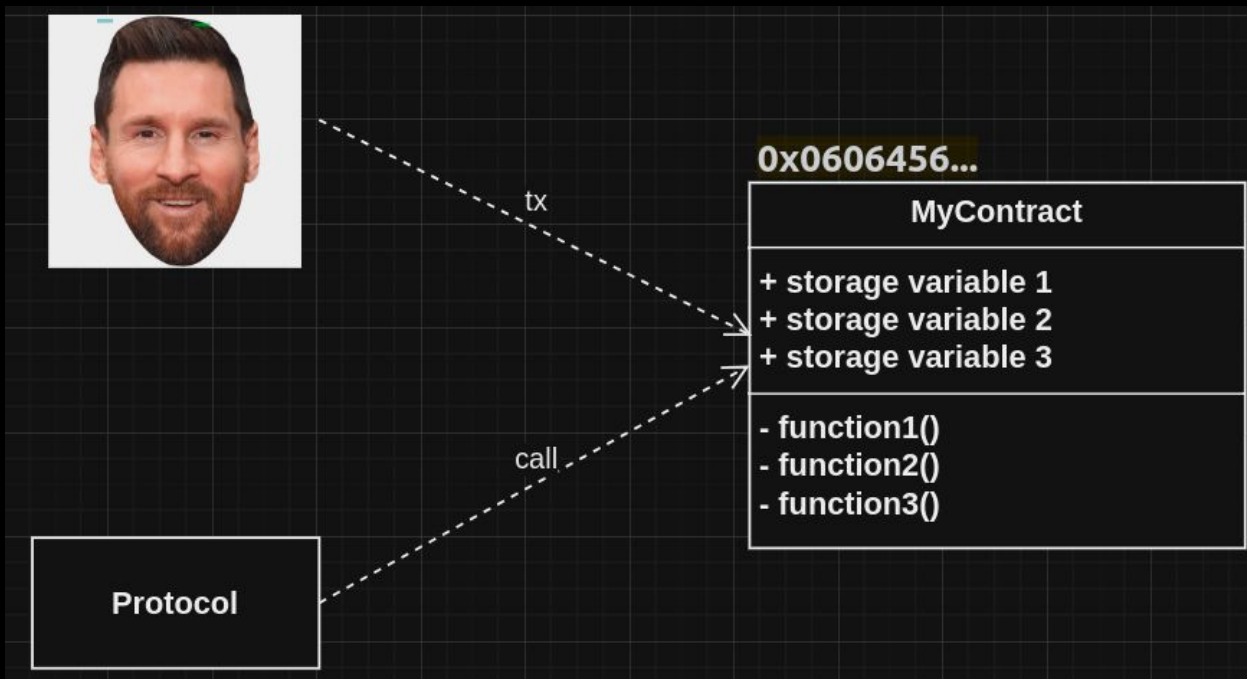 tx
0x0606456...
MyContract
+ storage variable 1
+ storage variable 2
+ storage variable 3
- function1()
- function2()
- function3()
call
Protocol